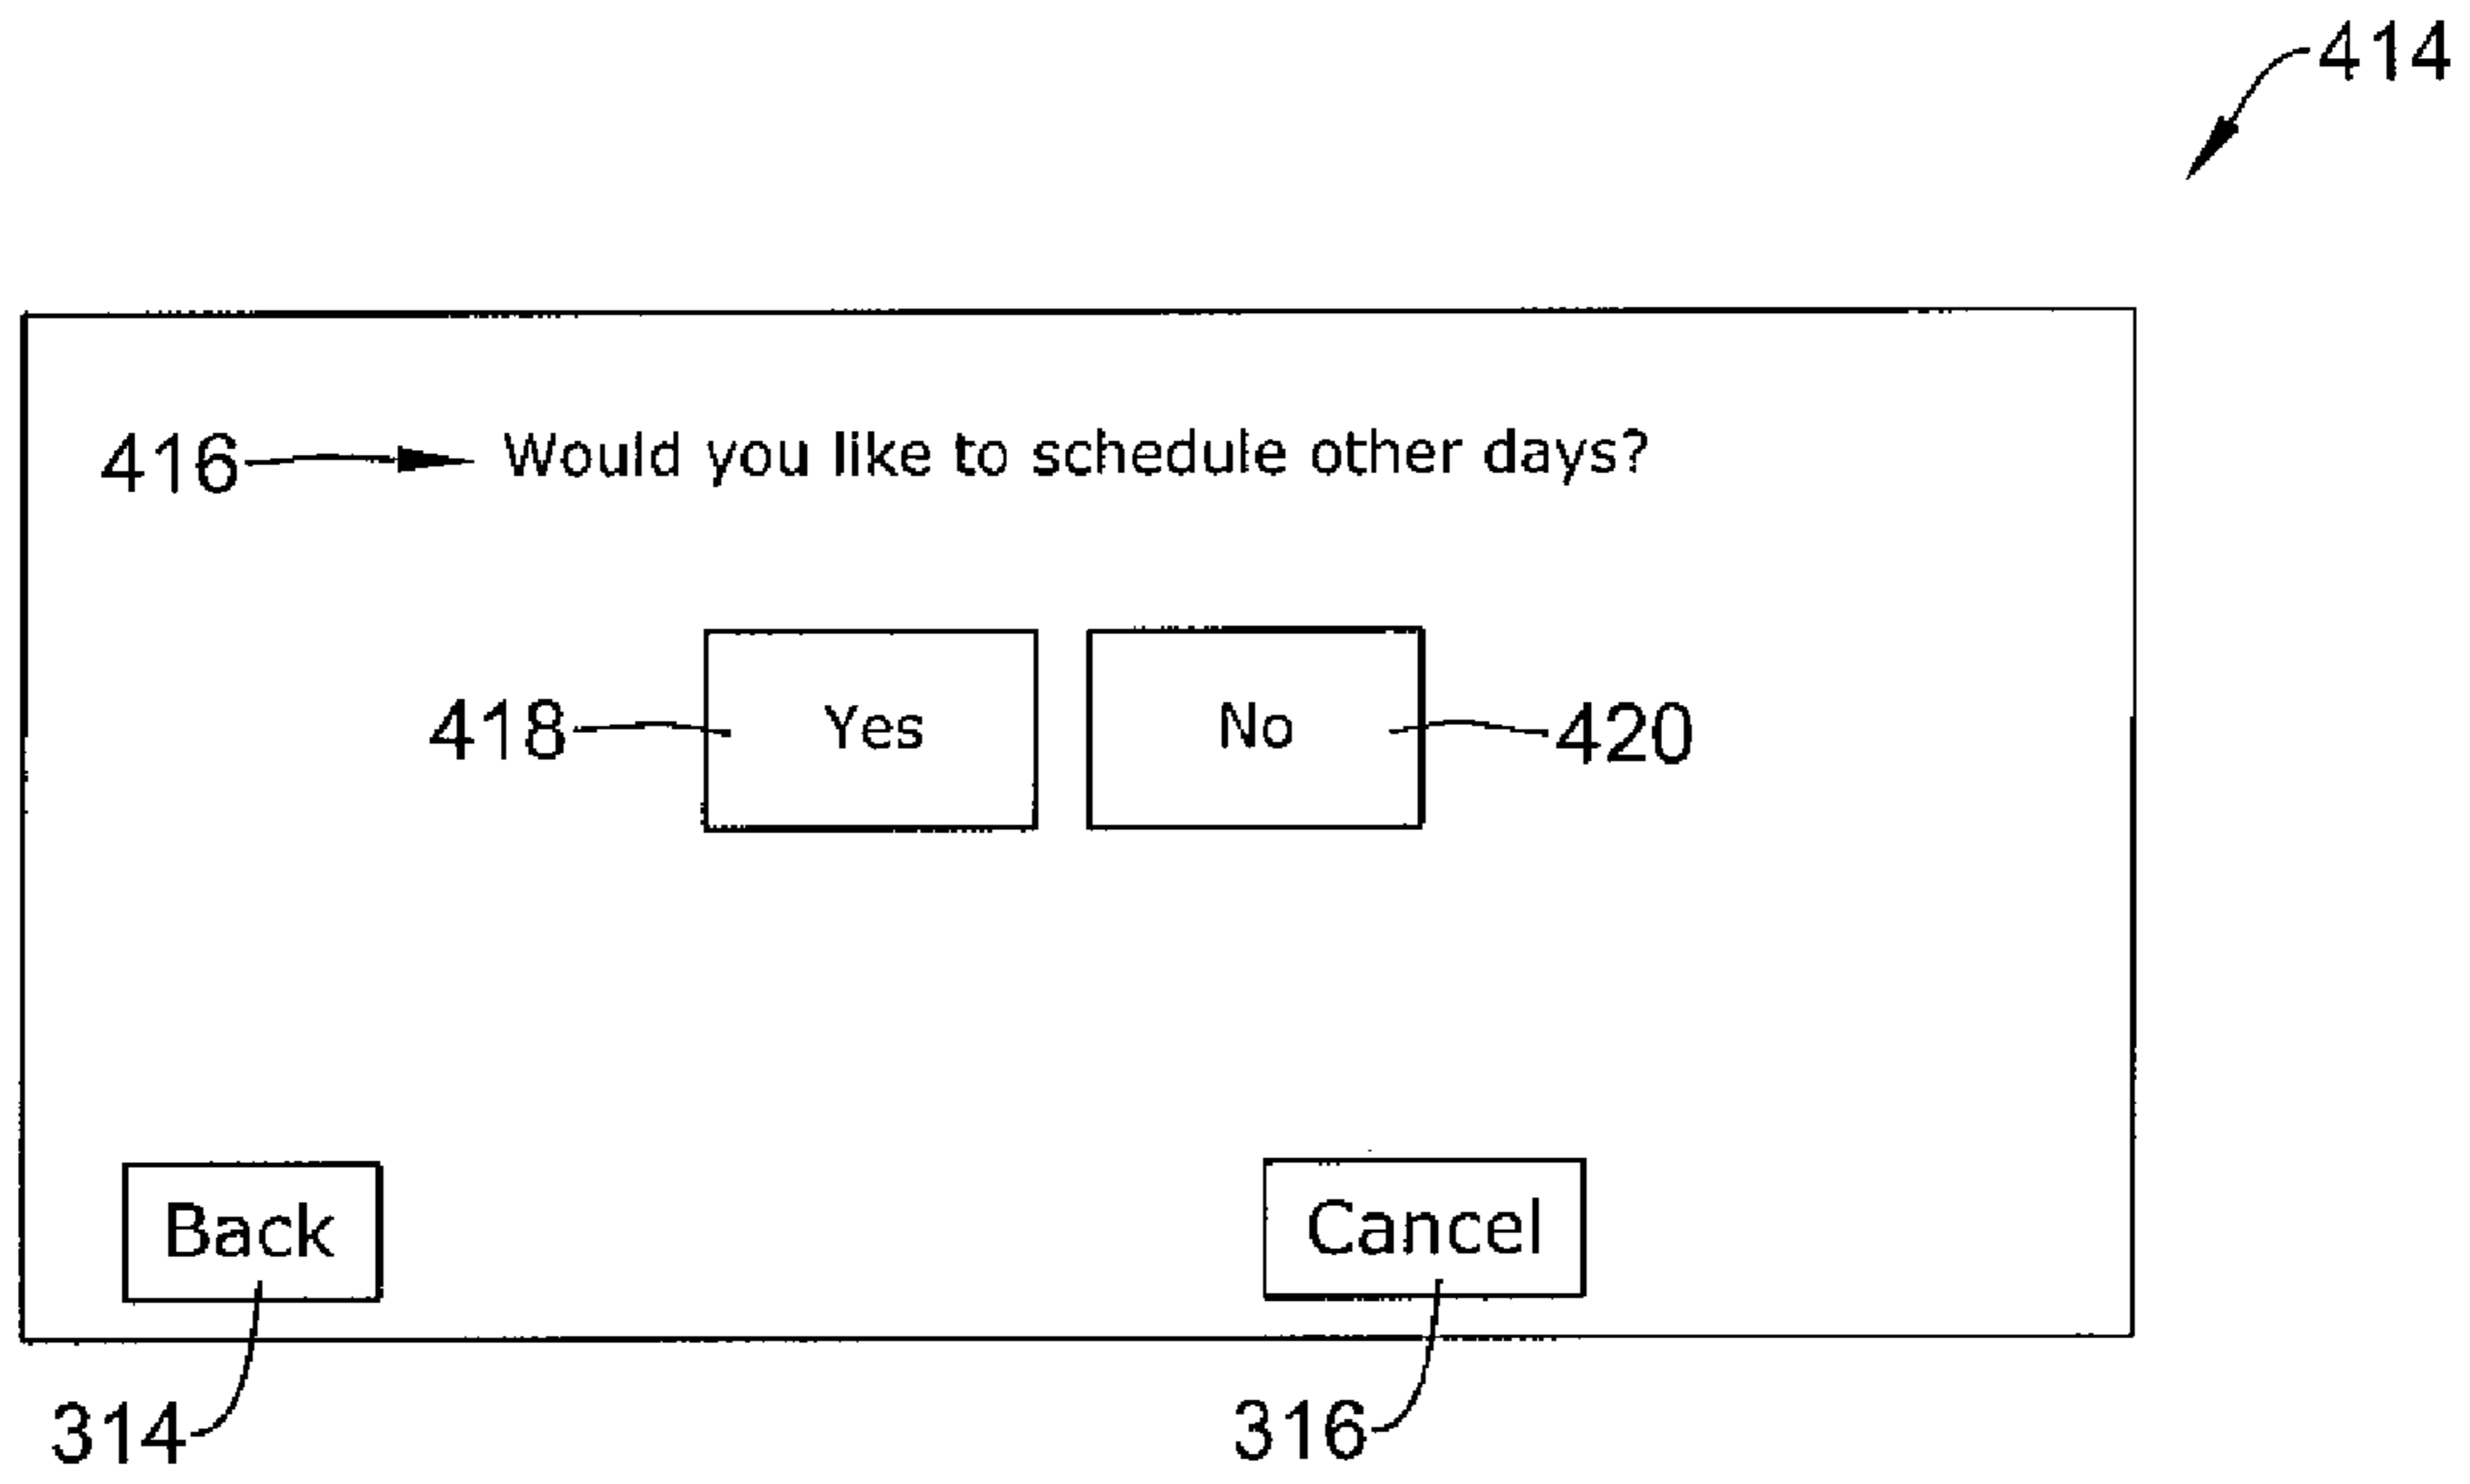 414
416 Would you like to schedule other days?
418 Yes No 420
Back Cancel
314 316